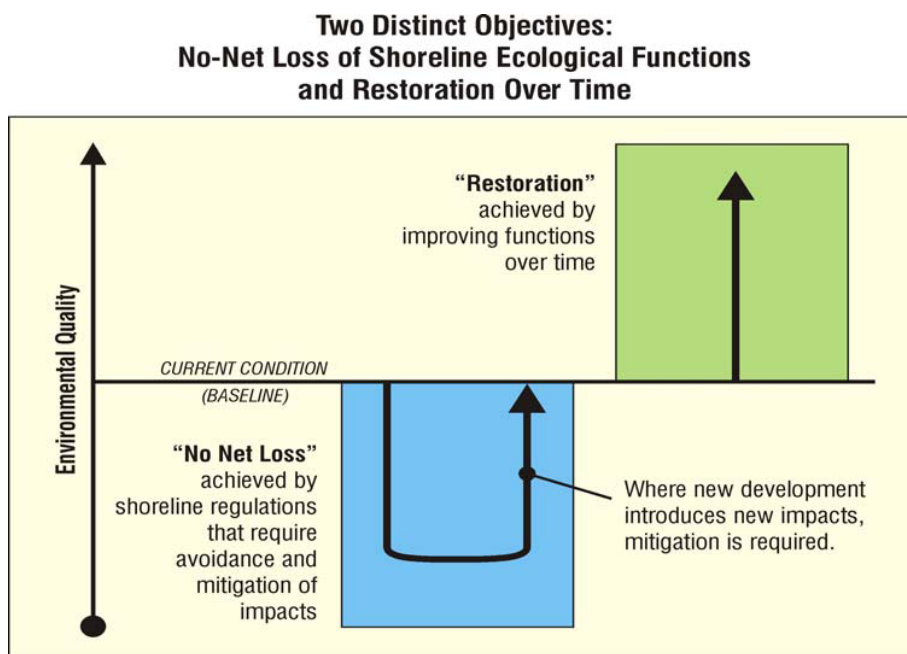 Two Distinct Objectives:
No-Net Loss of Shoreline Ecological Functions
and Restoration Over Time
“Restoration”
achieved by
improving functions
over time
Environmental Quality
CURRENT CONDITION
(BASELINE)
“No Net Loss”
achieved by
shoreline regulations
that require
avoidance and
mitigation of
impacts
Where new development
introduces new impacts,
mitigation is required.